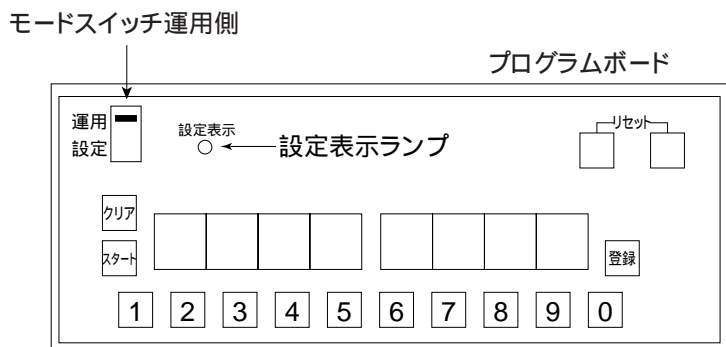 モードスイッチ運用側
プログラムボード
運用
設定
設定表示
設定表示ランプ
リセット
クリア
スタート
登録
1 2 3 4 5 6 7 8 9 0